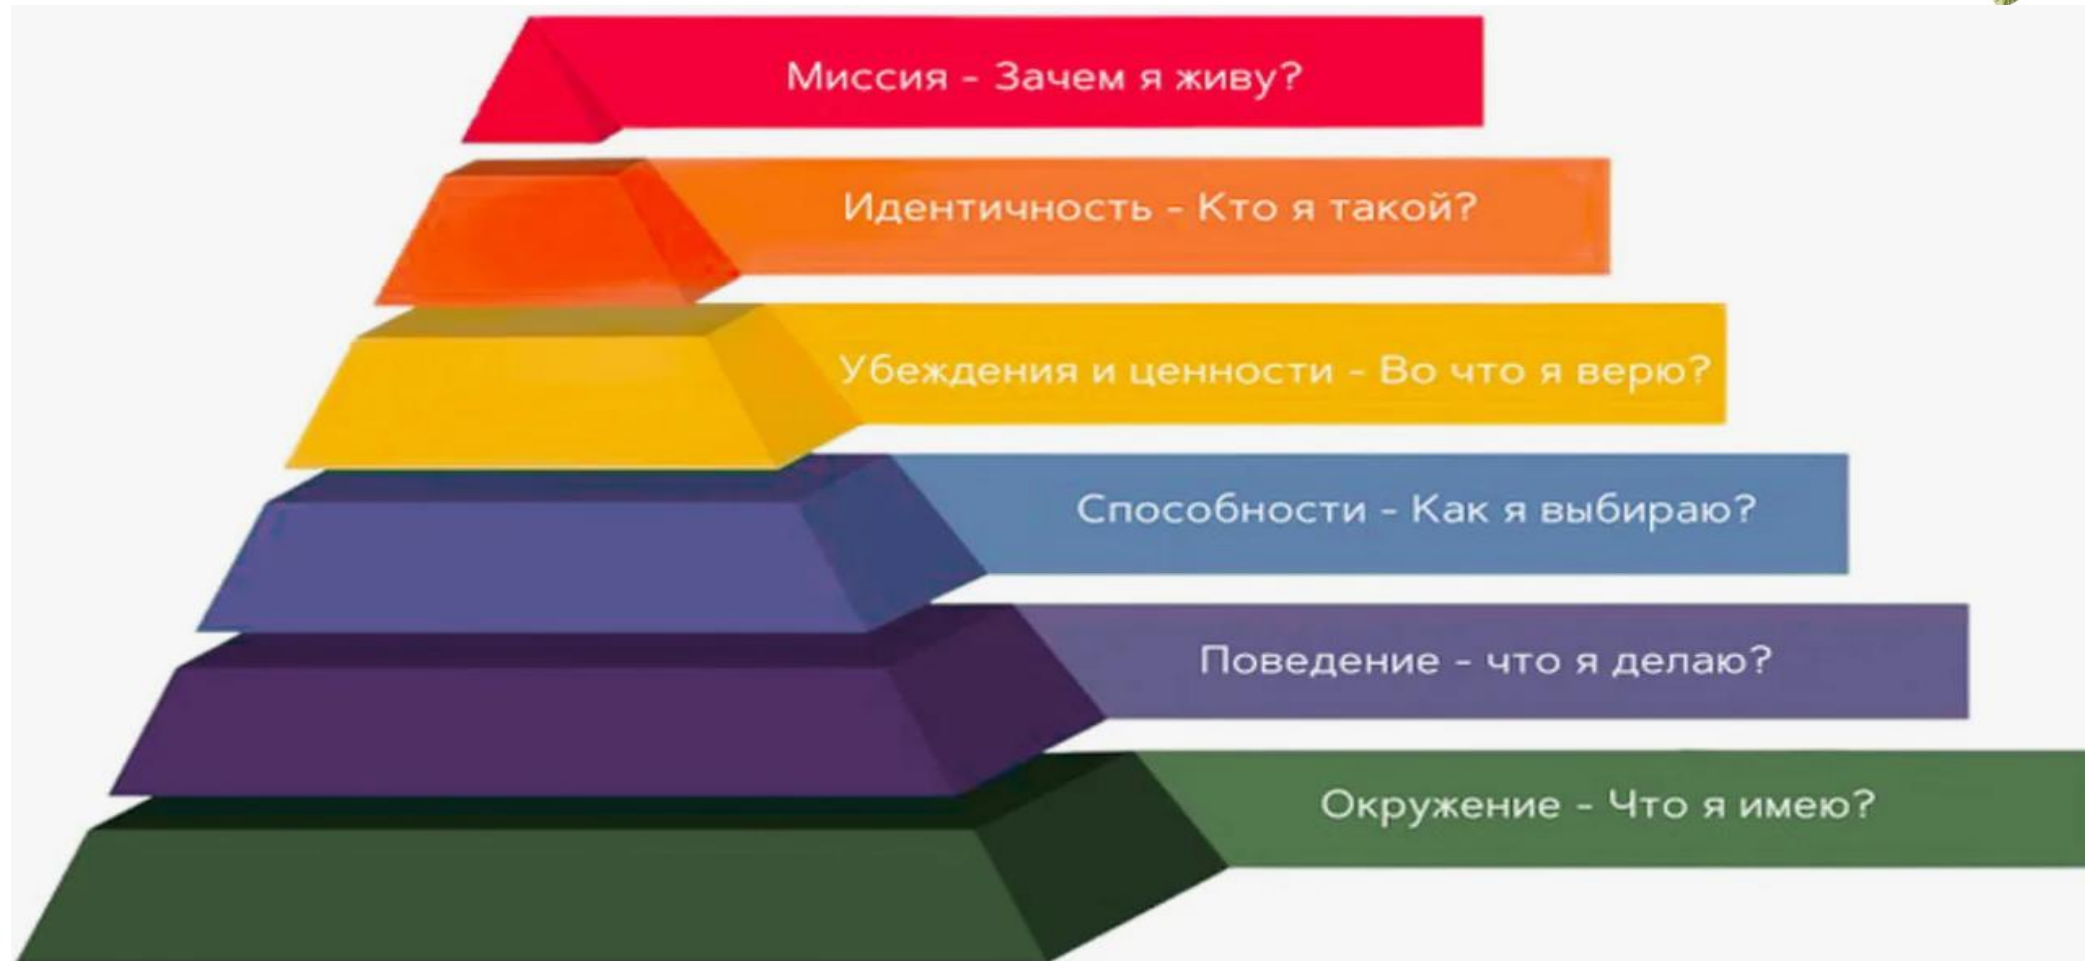 Миссия - Зачем я живу?
Идентичность - Кто я такой?
Убеждения и ценности - Во что я верю?
Способности - Как я выбираю?
Поведение - что я делаю?
Окружение - Что я имею?